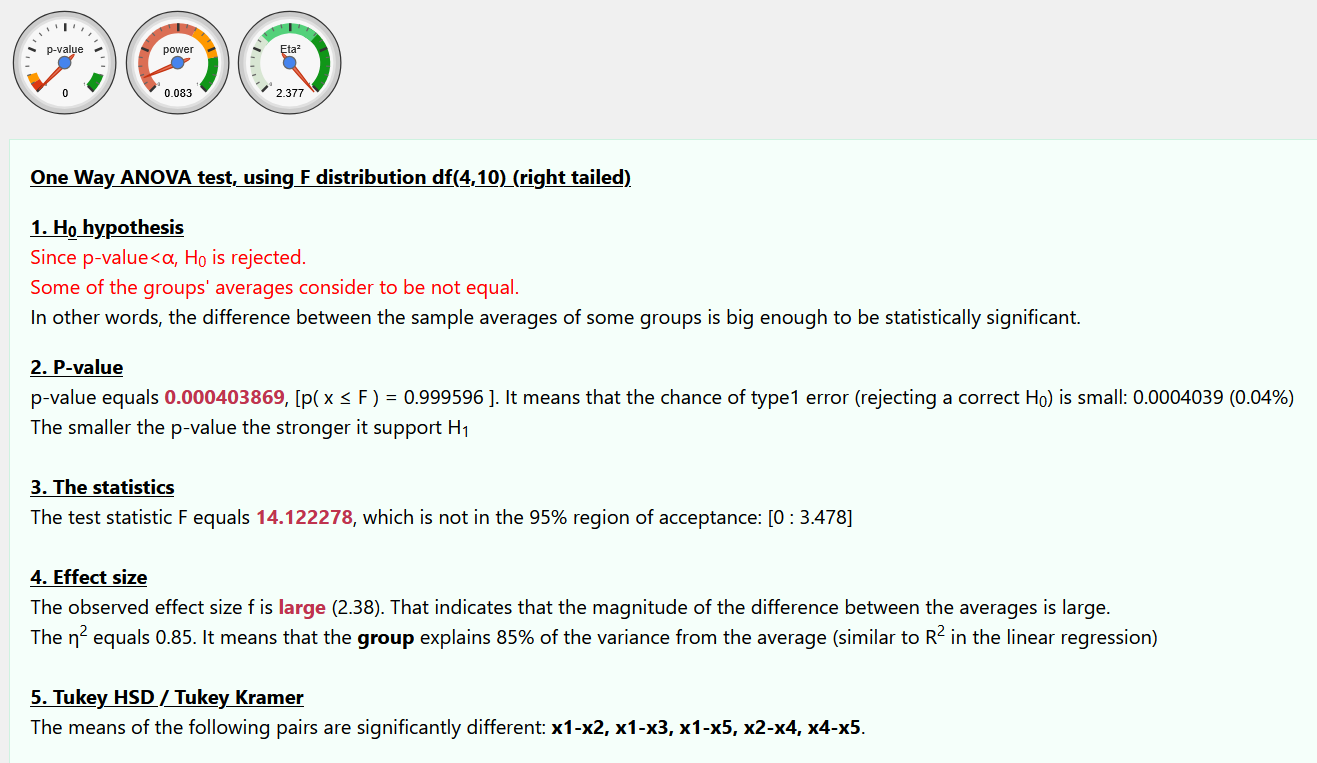 p-value
0
power
0.083
Eta²
2.377
One Way ANOVA test, using F distribution df(4,10) (right tailed)
1. H₀ hypothesis
Since p-value<α, H₀ is rejected.
Some of the groups' averages consider to be not equal.
In other words, the difference between the sample averages of some groups is big enough to be statistically significant.
2. P-value
p-value equals 0.000403869, [p( x ≤ F ) = 0.999596 ]. It means that the chance of type1 error (rejecting a correct H₀) is small: 0.0004039 (0.04%)
The smaller the p-value the stronger it support H₁
3. The statistics
The test statistic F equals 14.122278, which is not in the 95% region of acceptance: [0 : 3.478]
4. Effect size
The observed effect size f is large (2.38). That indicates that the magnitude of the difference between the averages is large.
The η² equals 0.85. It means that the group explains 85% of the variance from the average (similar to R² in the linear regression)
5. Tukey HSD / Tukey Kramer
The means of the following pairs are significantly different: x1-x2, x1-x3, x1-x5, x2-x4, x4-x5.